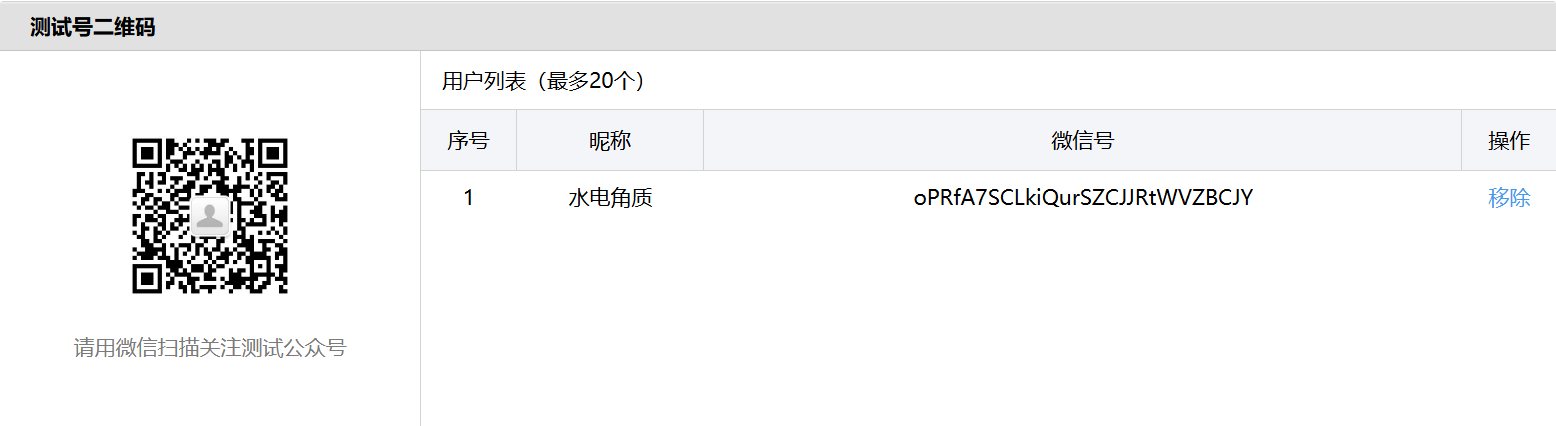 测试号二维码
用户列表（最多20个）
序号 昵称 微信号 操作
1 水电角质 oPRfA7SCLkiQurSZCJJRtWVZBCJY 移除
请用微信扫描关注测试公众号